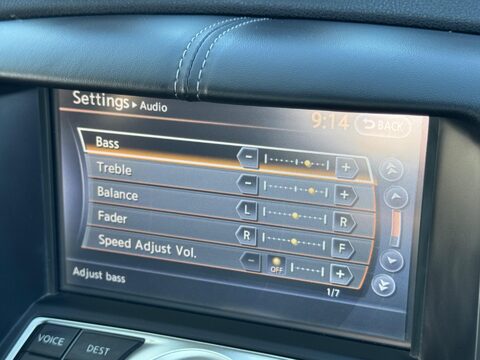 Settings ▸ Audio
9:14 BACK
Bass - +
Treble - +
Balance L R
Fader R F
Speed Adjust Vol. - OFF +
Adjust bass 1/7
VOICE DEST